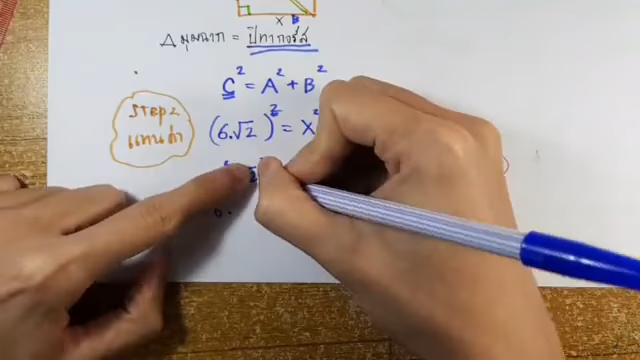 x B
Δ มุมฉาก = ปีทากอรัส
C² = A² + B²
STEP 2
แทนค่า
(6.√2)² = X²